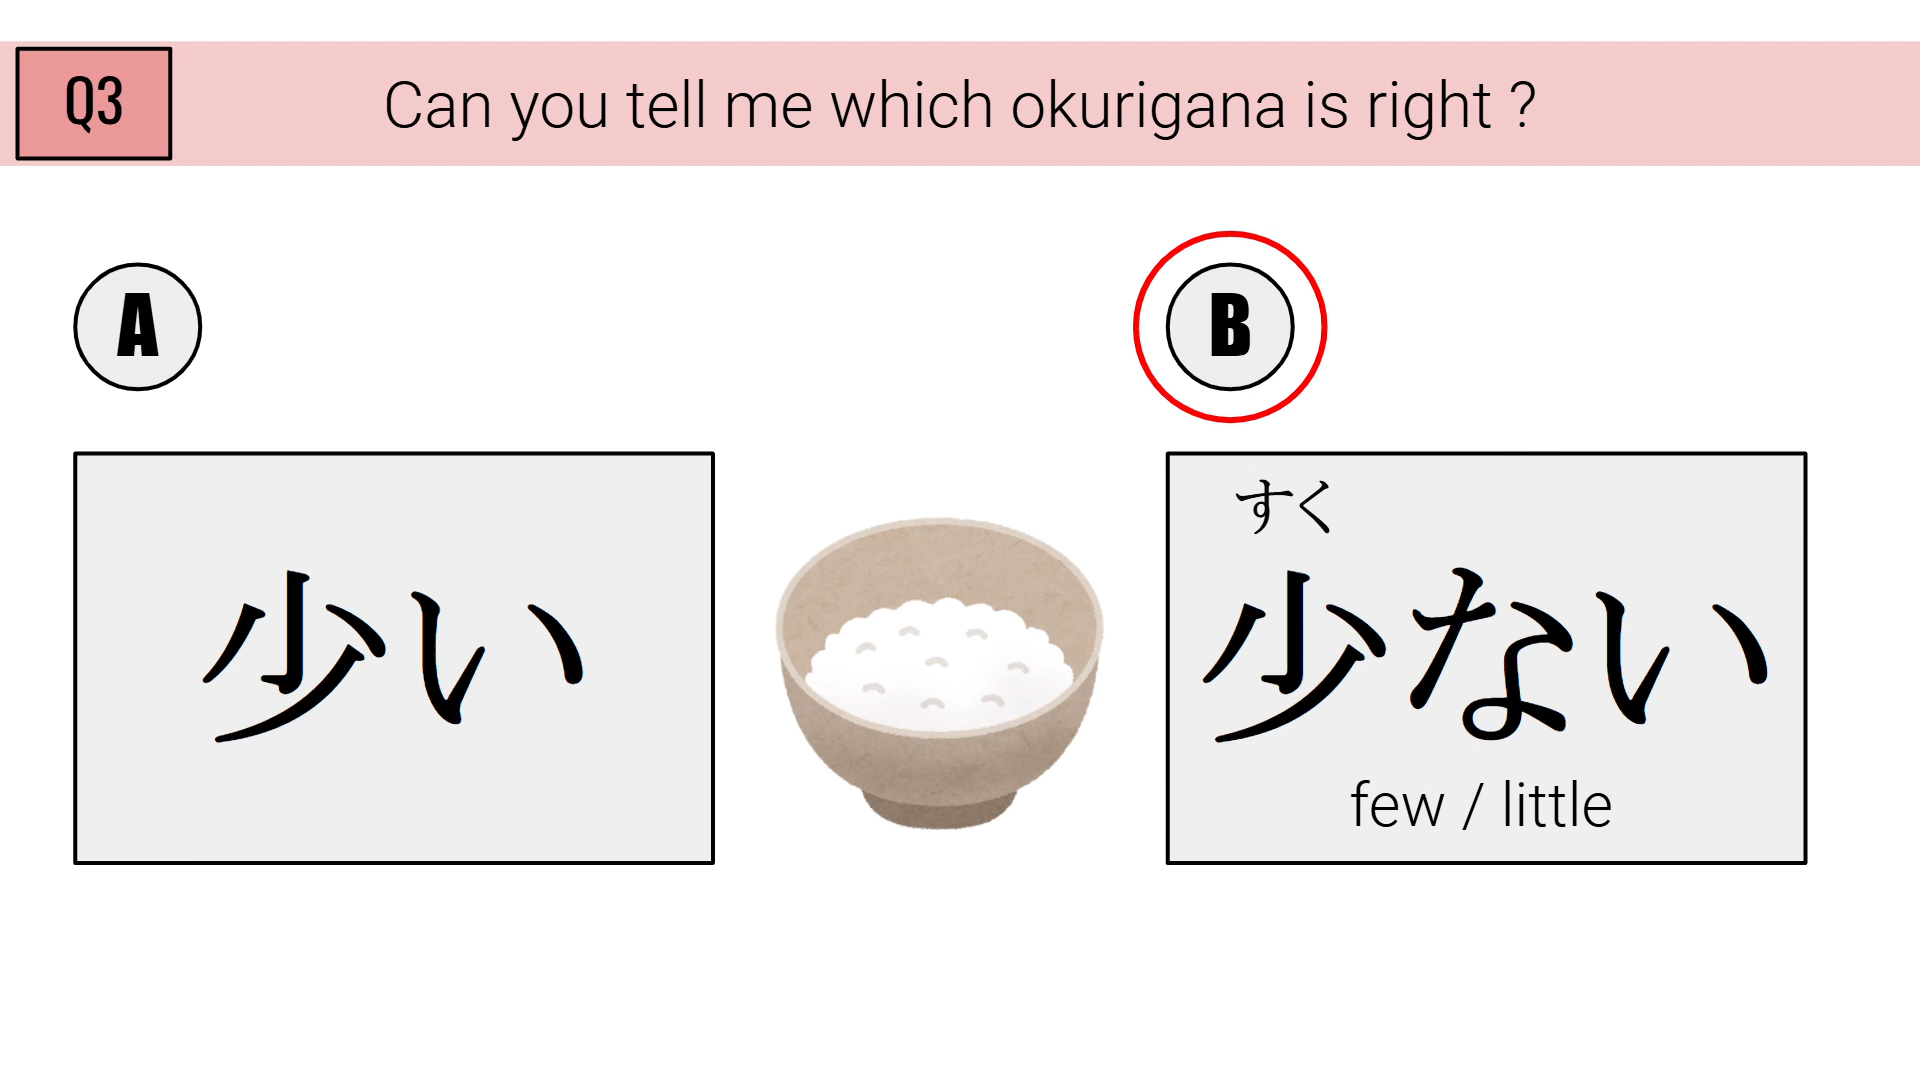 Q3
Can you tell me which okurigana is right ?
A
B
少い
すく
少ない
few / little